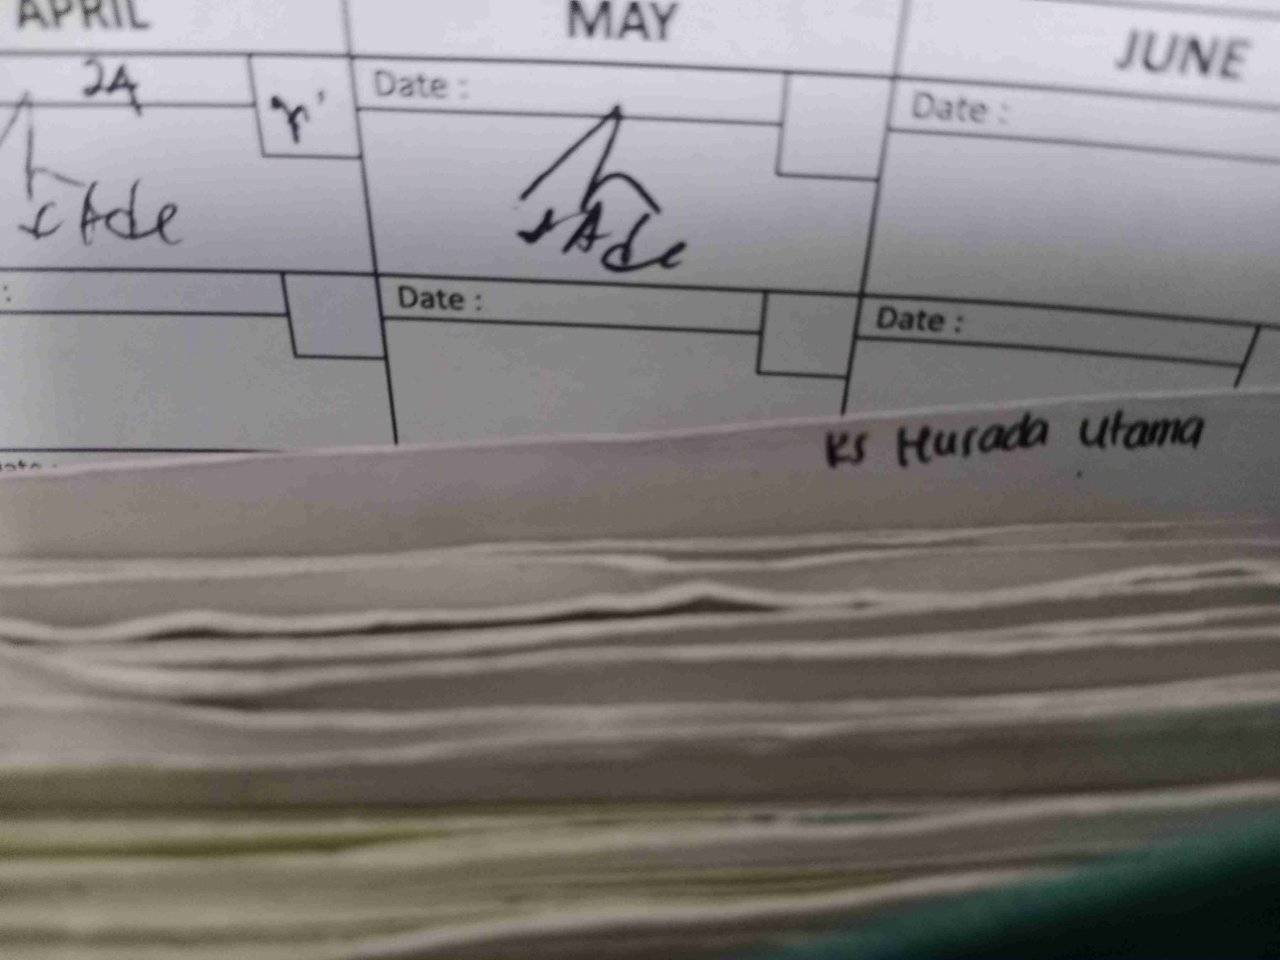 APRIL MAY JUNE
24 Date : Date :
Ade Ade
: Date : Date :
KS Hurada Utama